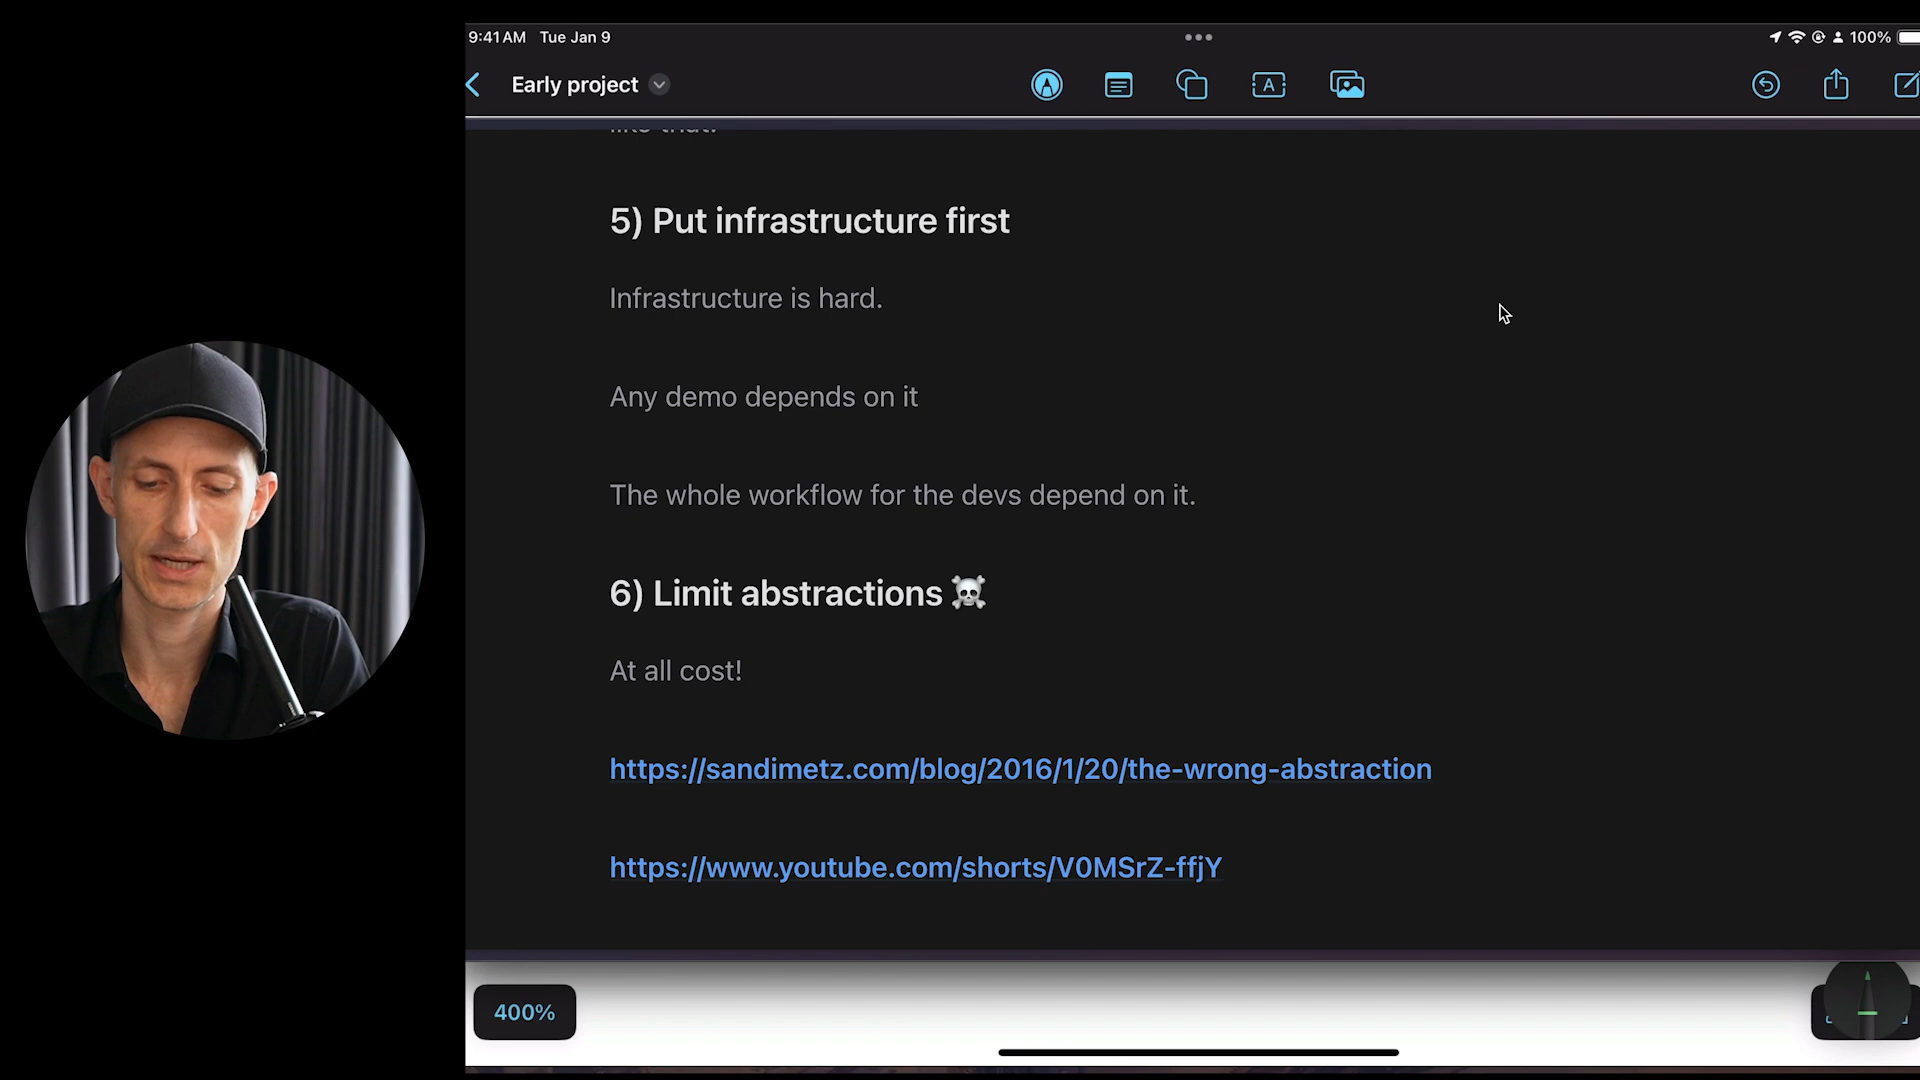 9:41 AM Tue Jan 9
100%
Early project
A
like that.
5) Put infrastructure first
Infrastructure is hard.
Any demo depends on it
The whole workflow for the devs depend on it.
6) Limit abstractions ☠️
At all cost!
https://sandimetz.com/blog/2016/1/20/the-wrong-abstraction
https://www.youtube.com/shorts/V0MSrZ-ffjY
400%